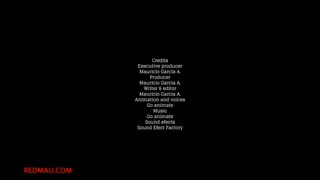 Credits
Executive producer
Mauricio Garcia A.
Producer
Mauricio Garcia A.
Writer & editor
Mauricio Garcia A.
Animation and voices
Go animate
Music
Go animate
Sound efects
Sound Efect Factory
REDMAU.COM